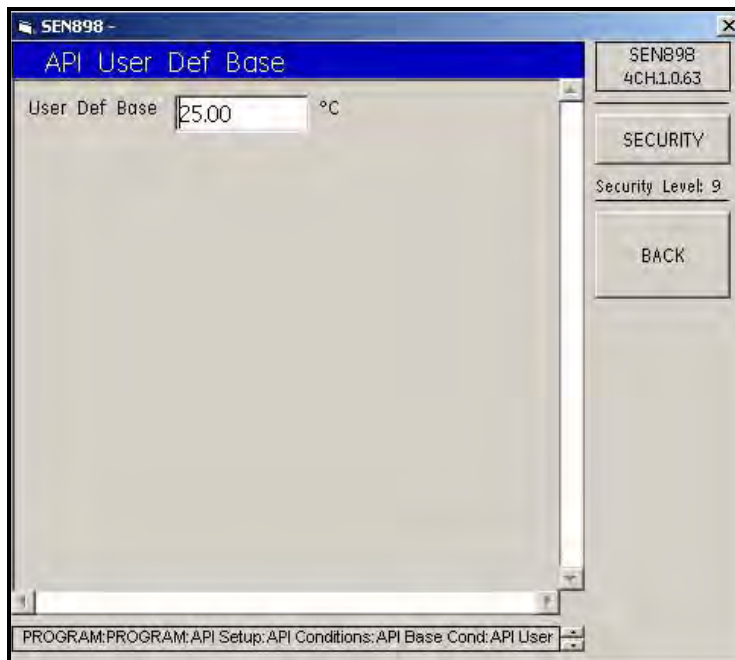 SEN898 -
API User Def Base
User Def Base 25.00 °C
SEN898
4CH.1.0.63
SECURITY
Security Level: 9
BACK
PROGRAM:PROGRAM:API Setup:API Conditions:API Base Cond:API User